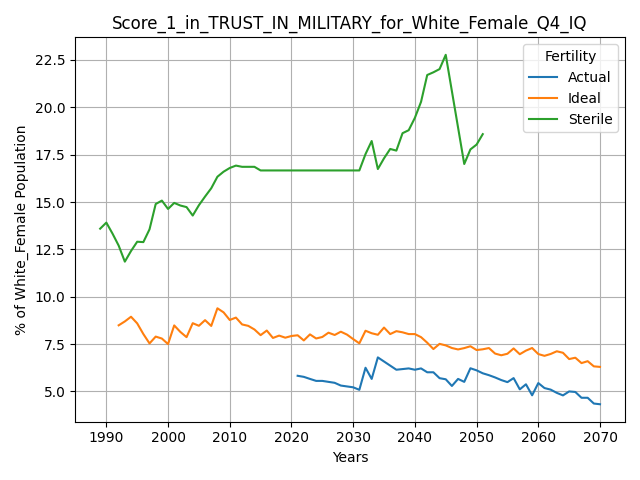 Score_1_in_TRUST_IN_MILITARY_for_White_Female_Q4_IQ
% of White_Female Population
22.5
20.0
17.5
15.0
12.5
10.0
7.5
5.0
Fertility
Actual
Ideal
Sterile
1990 2000 2010 2020 2030 2040 2050 2060 2070
Years